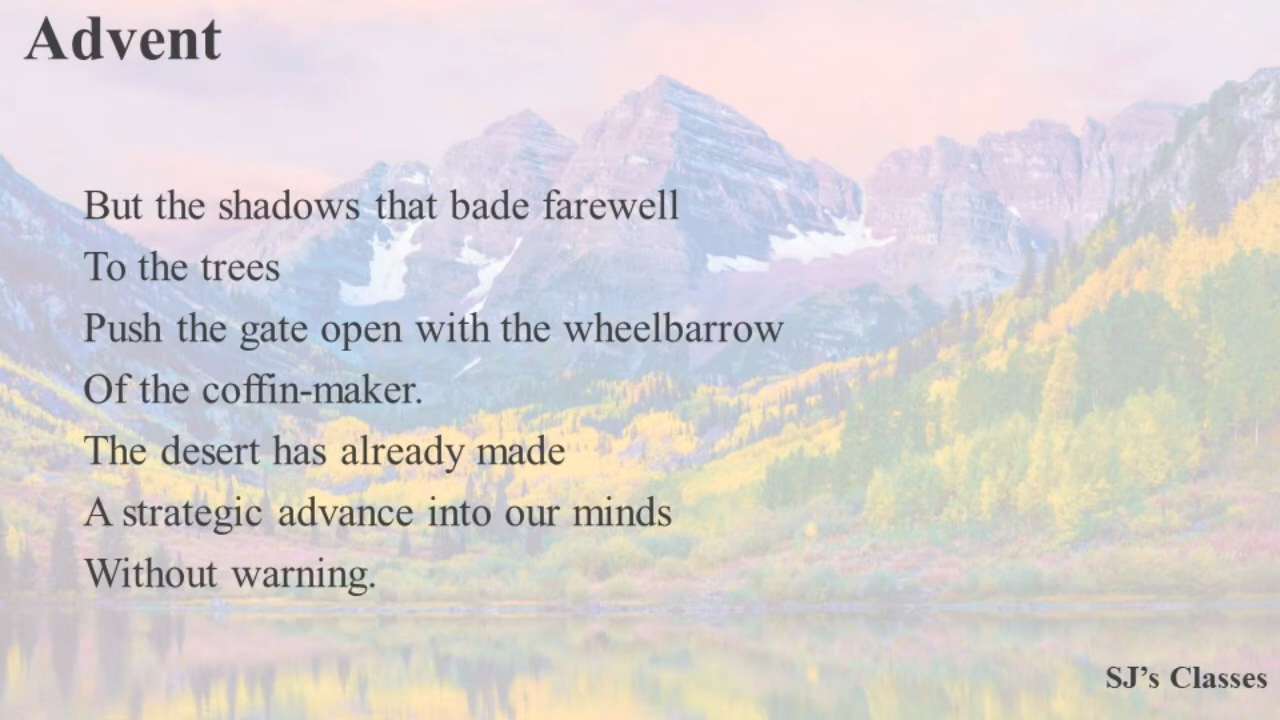 Advent
But the shadows that bade farewell
To the trees
Push the gate open with the wheelbarrow
Of the coffin-maker.
The desert has already made
A strategic advance into our minds
Without warning.
SJ’s Classes